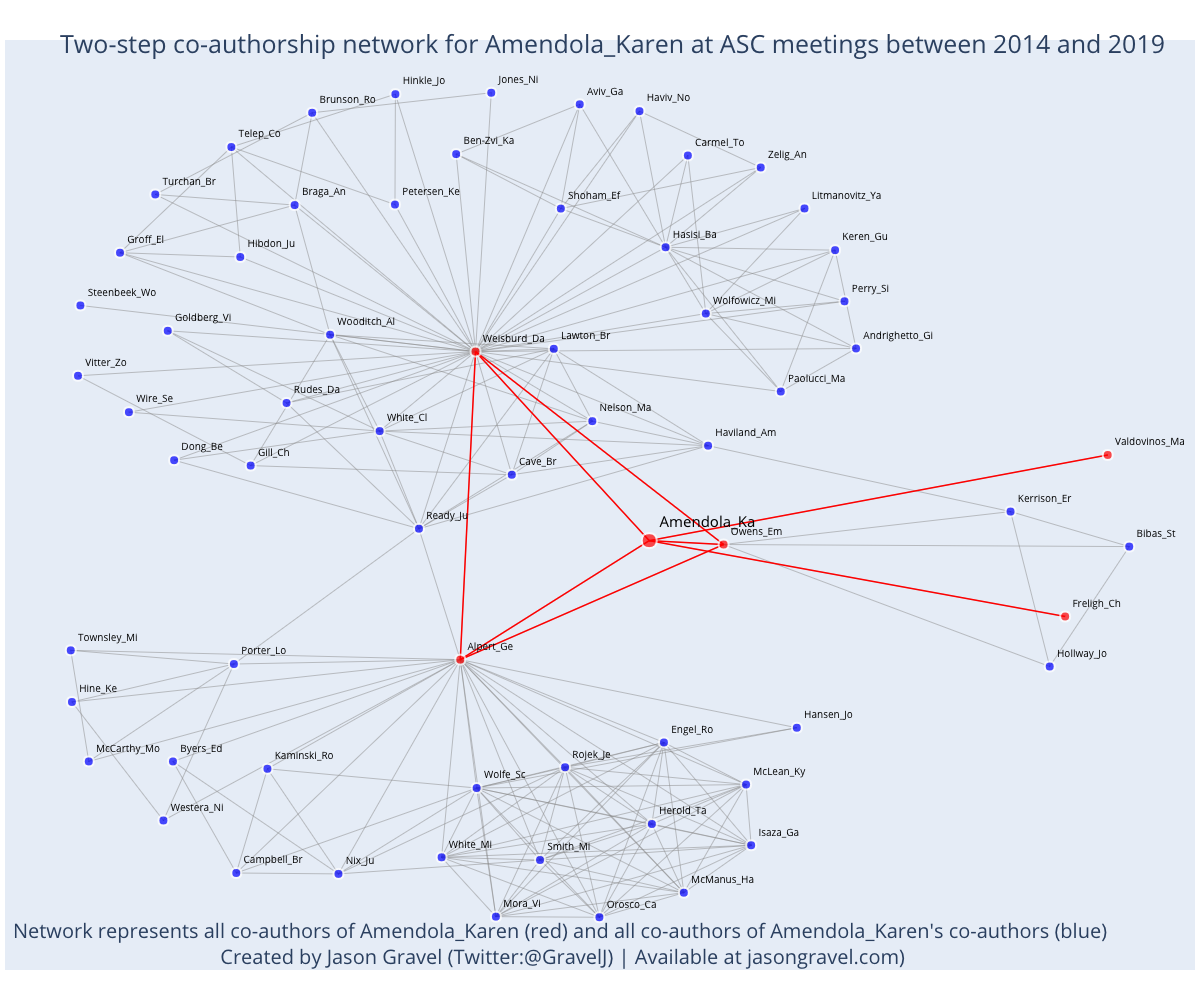 Two-step co-authorship network for Amendola_Karen at ASC meetings between 2014 and 2019
Hinkle_Jo
Jones_Ni
Brunson_Ro
Aviv_Ga
Haviv_No
Telep_Co
Ben-Zvi_Ka
Carmel_To
Zelig_An
Turchan_Br
Braga_An
Petersen_Ke
Shoham_Ef
Litmanovitz_Ya
Groff_El
Hibdon_Ju
Hasisi_Ba
Keren_Gu
Steenbeek_Wo
Perry_Si
Goldberg_Vi
Wooditch_Al
Wolfowicz_Mi
Weisburd_Da
Lawton_Br
Andrighetto_Gi
Vitter_Zo
Rudes_Da
Paolucci_Ma
Wire_Se
White_Cl
Nelson_Ma
Haviland_Am
Valdovinos_Ma
Dong_Be
Gill_Ch
Cave_Br
Kerrison_Er
Ready_Ju
Amendola_Ka
Owens_Em
Bibas_St
Freligh_Ch
Townsley_Mi
Porter_Lo
Alpert_Ge
Hollway_Jo
Hine_Ke
Hansen_Jo
Engel_Ro
McCarthy_Mo
Byers_Ed
Kaminski_Ro
Rojek_Je
Wolfe_Sc
McLean_Ky
Westera_Ni
Herold_Ta
Isaza_Ga
White_Mi
Smith_Mi
Campbell_Br
Nix_Ju
McManus_Ha
Mora_Vi
Orosco_Ca
Network represents all co-authors of Amendola_Karen (red) and all co-authors of Amendola_Karen's co-authors (blue)
Created by Jason Gravel (Twitter:@GravelJ) | Available at jasongravel.com)